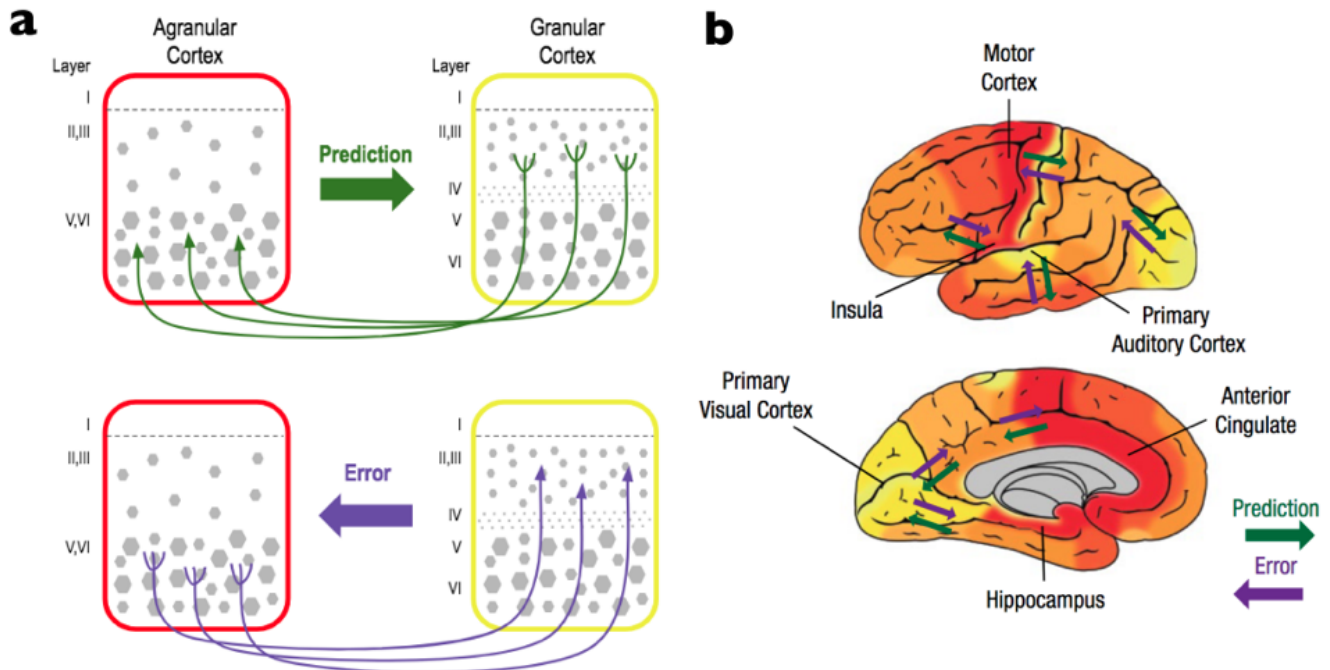 a
Agranular
Cortex
Granular
Cortex
Layer
I
II,III
V,VI
Prediction
Layer
I
II,III
IV
V
VI
I
II,III
V,VI
Error
I
II,III
IV
V
VI
b
Motor
Cortex
Insula
Primary
Auditory Cortex
Primary
Visual Cortex
Anterior
Cingulate
Hippocampus
Prediction
Error